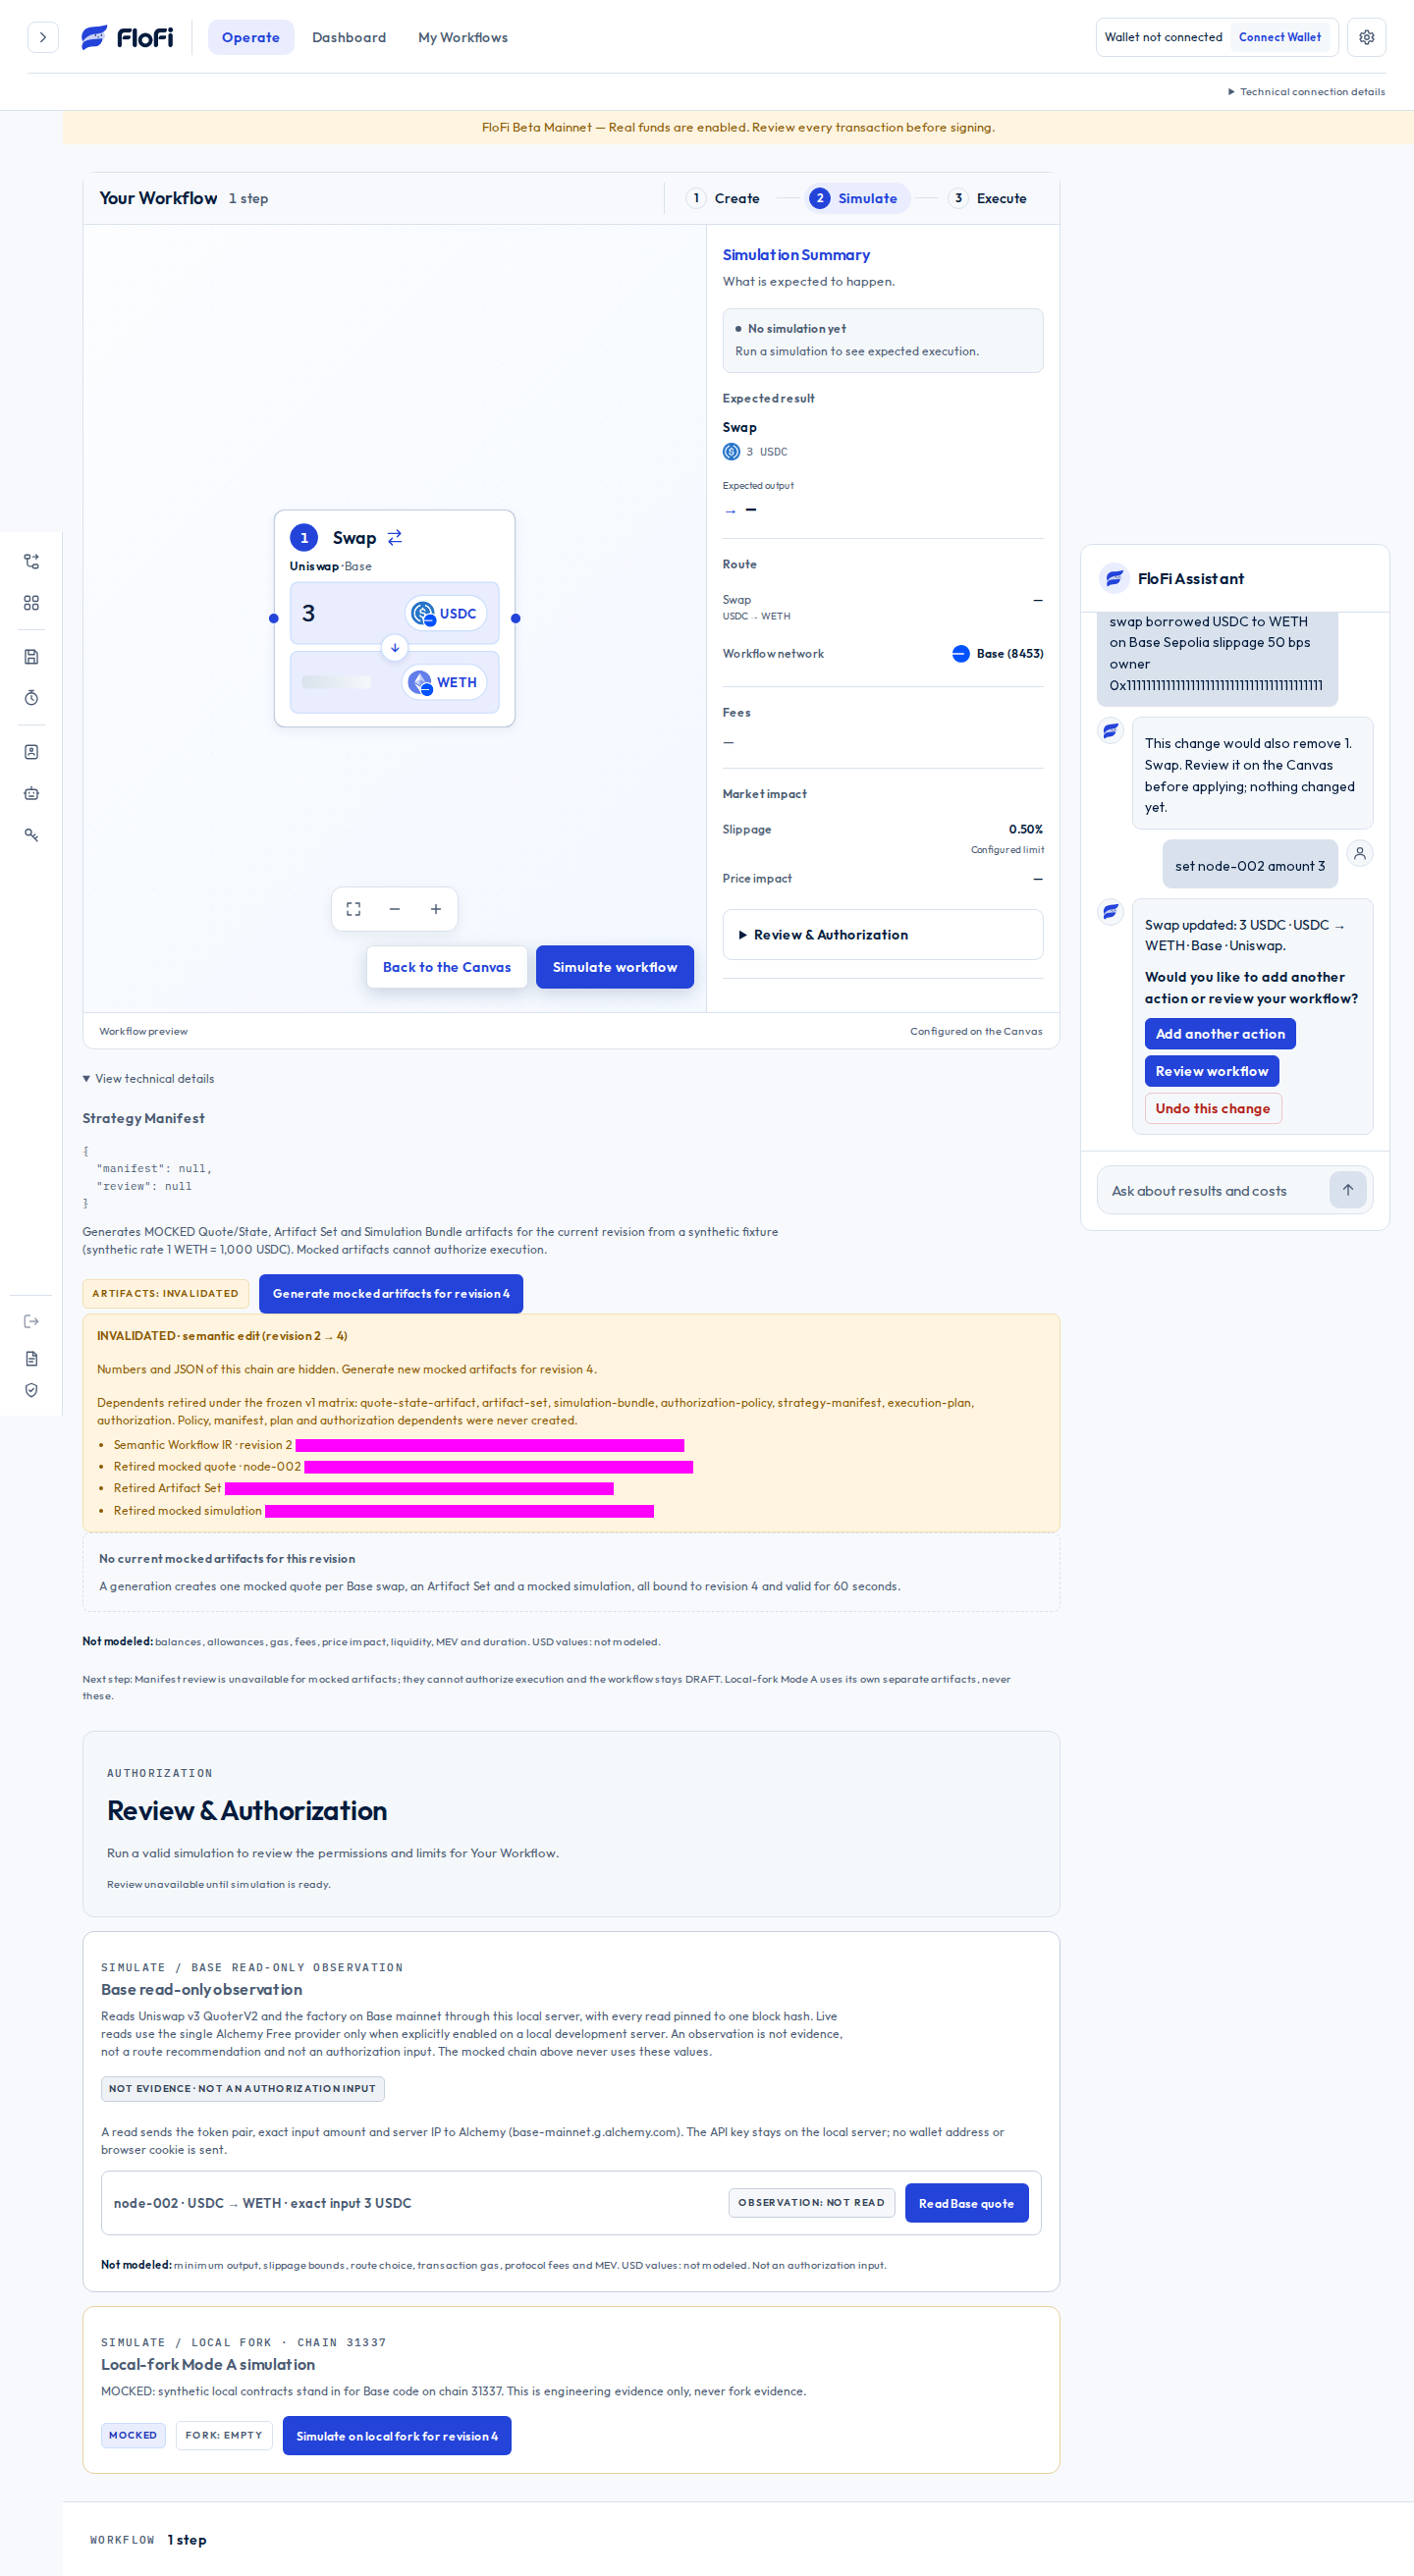 FloFi
Operate
Dashboard
My Workflows
Wallet not connected
Connect Wallet
▶ Technical connection details
FloFi Beta Mainnet — Real funds are enabled. Review every transaction before signing.
Your Workflow 1 step
1 Create
2 Simulate
3 Execute
Simulation Summary
What is expected to happen.
No simulation yet
Run a simulation to see expected execution.
Expected result
Swap
3 USDC
Expected output
→ —
Route
Swap —
USDC → WETH
Workflow network Base (8453)
Fees
—
Market impact
Slippage 0.50%
Configured limit
Price impact —
▶ Review & Authorization
1 Swap
Uniswap · Base
3 USDC
WETH
Back to the Canvas
Simulate workflow
Workflow preview
Configured on the Canvas
FloFi Assistant
swap borrowed USDC to WETH
on Base Sepolia slippage 50 bps
owner
0x1111111111111111111111111111111111111111
This change would also remove 1.
Swap. Review it on the Canvas
before applying; nothing changed
yet.
set node-002 amount 3
Swap updated: 3 USDC · USDC →
WETH · Base · Uniswap.
Would you like to add another
action or review your workflow?
Add another action
Review workflow
Undo this change
Ask about results and costs
▼ View technical details
Strategy Manifest
{
"manifest": null,
"review": null
}
Generates MOCKED Quote/State, Artifact Set and Simulation Bundle artifacts for the current revision from a synthetic fixture
(synthetic rate 1 WETH = 1,000 USDC). Mocked artifacts cannot authorize execution.
ARTIFACTS: INVALIDATED
Generate mocked artifacts for revision 4
INVALIDATED · semantic edit (revision 2 → 4)
Numbers and JSON of this chain are hidden. Generate new mocked artifacts for revision 4.
Dependents retired under the frozen v1 matrix: quote-state-artifact, artifact-set, simulation-bundle, authorization-policy, strategy-manifest, execution-plan,
authorization. Policy, manifest, plan and authorization dependents were never created.
• Semantic Workflow IR · revision 2
• Retired mocked quote · node-002
• Retired Artifact Set
• Retired mocked simulation
No current mocked artifacts for this revision
A generation creates one mocked quote per Base swap, an Artifact Set and a mocked simulation, all bound to revision 4 and valid for 60 seconds.
Not modeled: balances, allowances, gas, fees, price impact, liquidity, MEV and duration. USD values: not modeled.
Next step: Manifest review is unavailable for mocked artifacts; they cannot authorize execution and the workflow stays DRAFT. Local-fork Mode A uses its own separate artifacts, never
these.
AUTHORIZATION
Review & Authorization
Run a valid simulation to review the permissions and limits for Your Workflow.
Review unavailable until simulation is ready.
SIMULATE / BASE READ-ONLY OBSERVATION
Base read-only observation
Reads Uniswap v3 QuoterV2 and the factory on Base mainnet through this local server, with every read pinned to one block hash. Live
reads use the single Alchemy Free provider only when explicitly enabled on a local development server. An observation is not evidence,
not a route recommendation and not an authorization input. The mocked chain above never uses these values.
NOT EVIDENCE · NOT AN AUTHORIZATION INPUT
A read sends the token pair, exact input amount and server IP to Alchemy (base-mainnet.g.alchemy.com). The API key stays on the local server; no wallet address or
browser cookie is sent.
node-002 · USDC → WETH · exact input 3 USDC
OBSERVATION: NOT READ
Read Base quote
Not modeled: minimum output, slippage bounds, route choice, transaction gas, protocol fees and MEV. USD values: not modeled. Not an authorization input.
SIMULATE / LOCAL FORK · CHAIN 31337
Local-fork Mode A simulation
MOCKED: synthetic local contracts stand in for Base code on chain 31337. This is engineering evidence only, never fork evidence.
MOCKED
FORK: EMPTY
Simulate on local fork for revision 4
WORKFLOW 1 step